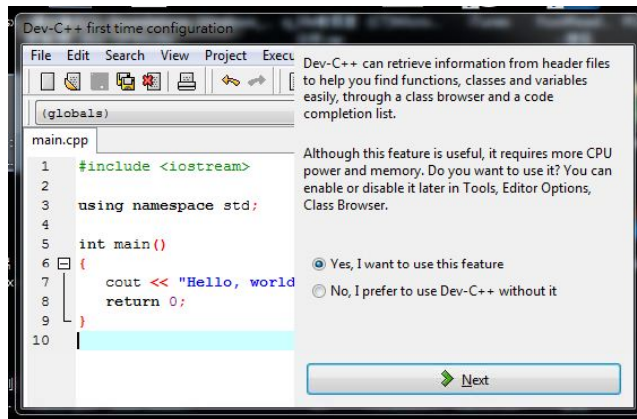 Dev-C++ first time configuration
File Edit Search View Project Execu
(globals)
main.cpp
1 #include <iostream>
2
3 using namespace std;
4
5 int main()
6 {
7 cout << "Hello, world
8 return 0;
9 }
10
Dev-C++ can retrieve information from header files
to help you find functions, classes and variables
easily, through a class browser and a code
completion list.
Although this feature is useful, it requires more CPU
power and memory. Do you want to use it? You can
enable or disable it later in Tools, Editor Options,
Class Browser.
Yes, I want to use this feature
No, I prefer to use Dev-C++ without it
Next